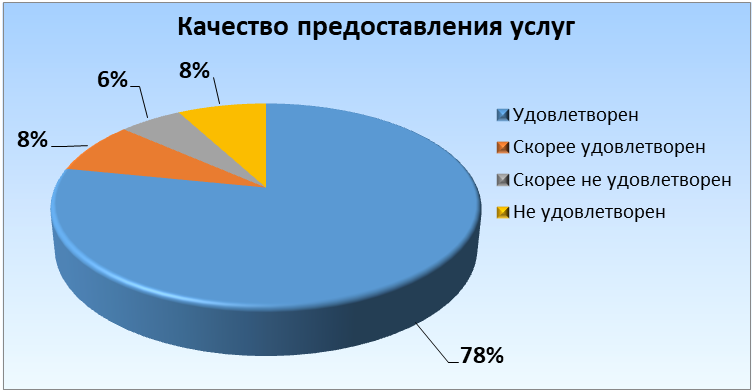 Качество предоставления услуг
8%
6%
8%
78%
Удовлетворен
Скорее удовлетворен
Скорее не удовлетворен
Не удовлетворен